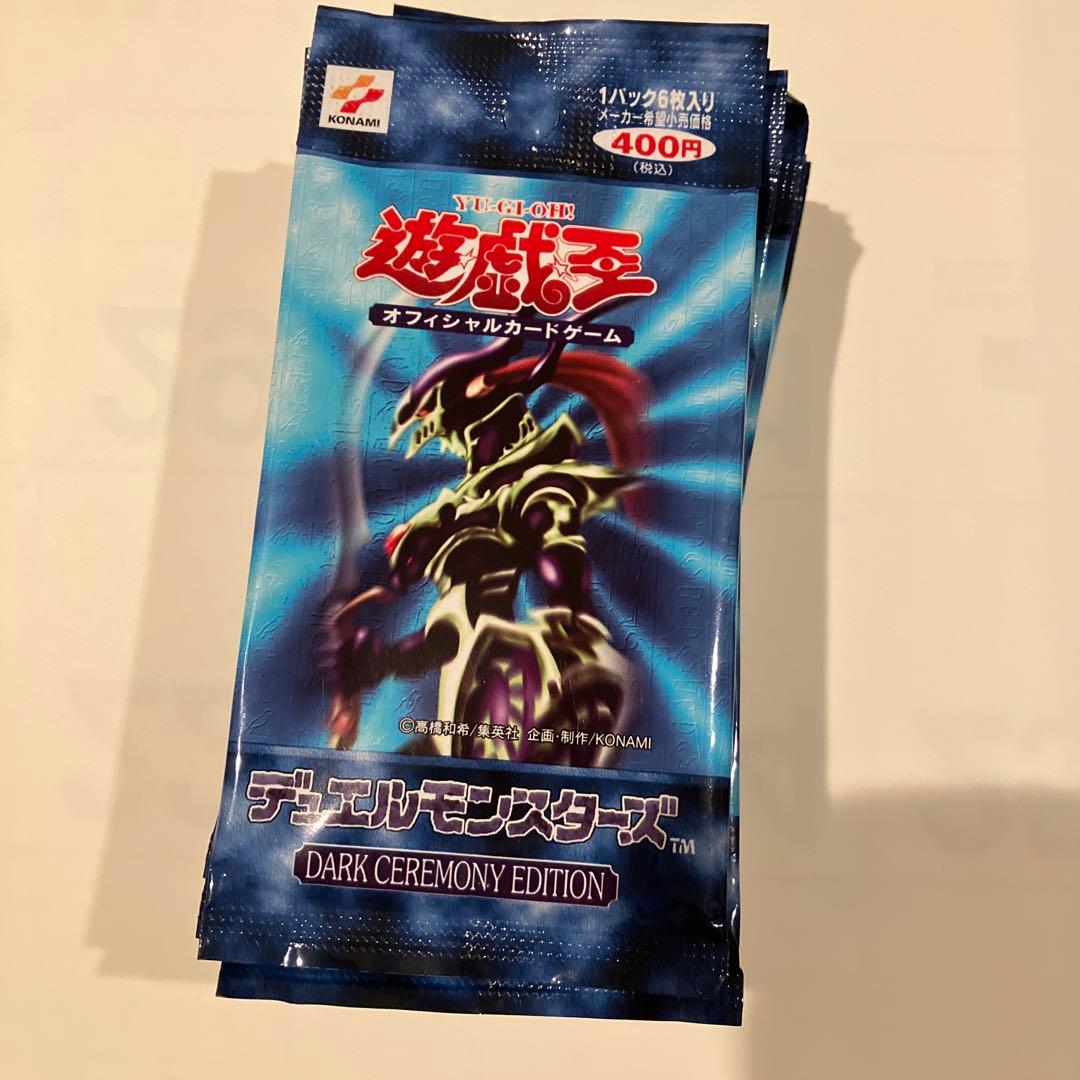 KONAMI
1パック6枚入り
メーカー希望小売価格
400円
(税込)
YU-GI-OH!
遊戯王
オフィシャルカードゲーム
©高橋和希/集英社 企画・制作/KONAMI
デュエルモンスターズ™
DARK CEREMONY EDITION